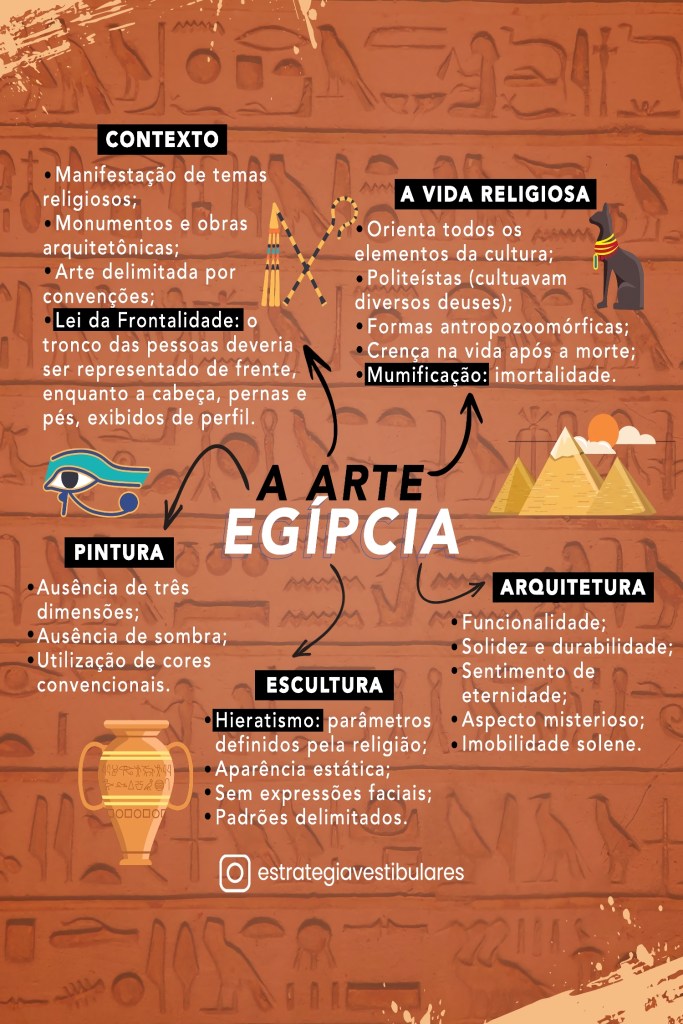 CONTEXTO
•Manifestação de temas
religiosos;
•Monumentos e obras
arquitetônicas;
•Arte delimitada por
convenções;
•Lei da Frontalidade: o
tronco das pessoas deveria
ser representado de frente,
enquanto a cabeça, pernas e
pés, exibidos de perfil.
A VIDA RELIGIOSA
•Orienta todos os
elementos da cultura;
•Politeístas (cultuavam
diversos deuses);
•Formas antropozoomórficas;
•Crença na vida após a morte;
•Mumificação: imortalidade.
A ARTE
EGÍPCIA
PINTURA
•Ausência de três
dimensões;
•Ausência de sombra;
•Utilização de cores
convencionais.
ARQUITETURA
•Funcionalidade;
•Solidez e durabilidade;
•Sentimento de
eternidade;
•Aspecto misterioso;
•Imobilidade solene.
ESCULTURA
•Hieratismo: parâmetros
definidos pela religião;
•Aparência estática;
•Sem expressões faciais;
•Padrões delimitados.
estrategiavestibulares